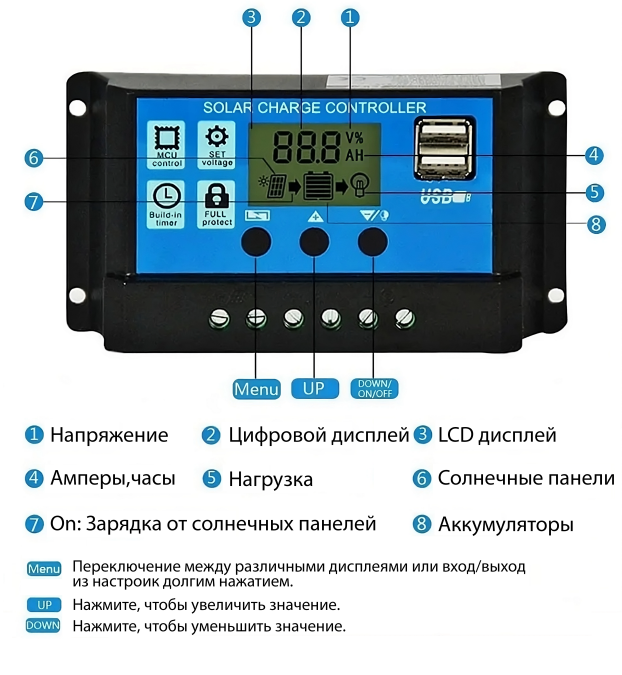 3 2 1
SOLAR CHARGE CONTROLLER
MCU
control
SET
voltage
88.8 V%
AH
6
4
7
5
8
Build-in
timer
FULL
protect
USB
Menu UP DOWN/
ON/OFF
1 Напряжение 2 Цифровой дисплей 3 LCD дисплей
4 Амперы,часы 5 Нагрузка 6 Солнечные панели
7 On: Зарядка от солнечных панелей 8 Аккумуляторы
Menu Переключение между различными дисплеями или вход/выход
из настроик долгим нажатием.
UP Нажмите, чтобы увеличить значение.
DOWN Нажмите, чтобы уменьшить значение.